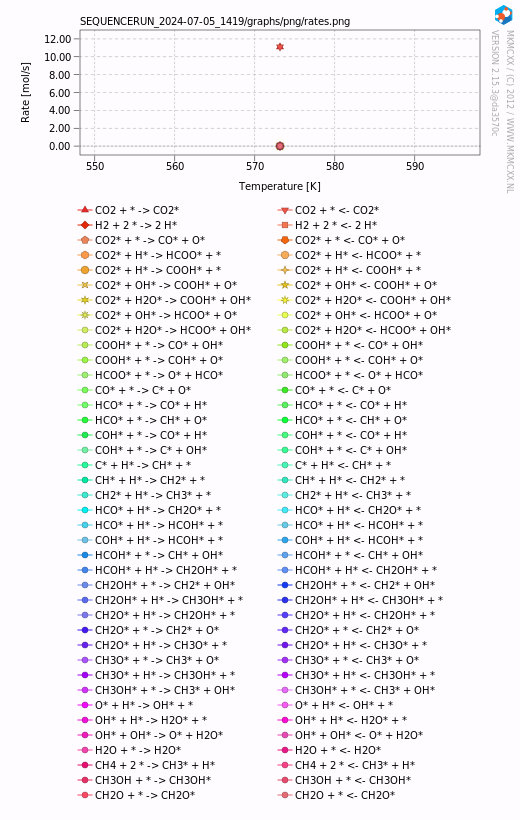 SEQUENCERUN_2024-07-05_1419/graphs/png/rates.png
12.00
10.00
8.00
6.00
4.00
2.00
0.00
Rate [mol/s]
550 560 570 580 590
Temperature [K]
MKMCXX / (C) 2012 / WWW.MKMCXX.NL
VERSION 2.15.3@da3570c
CO2 + * -> CO2* CO2 + * <- CO2*
H2 + 2 * -> 2 H* H2 + 2 * <- 2 H*
CO2* + * -> CO* + O* CO2* + * <- CO* + O*
CO2* + H* -> HCOO* + * CO2* + H* <- HCOO* + *
CO2* + H* -> COOH* + * CO2* + H* <- COOH* + *
CO2* + OH* -> COOH* + O* CO2* + OH* <- COOH* + O*
CO2* + H2O* -> COOH* + OH* CO2* + H2O* <- COOH* + OH*
CO2* + OH* -> HCOO* + O* CO2* + OH* <- HCOO* + O*
CO2* + H2O* -> HCOO* + OH* CO2* + H2O* <- HCOO* + OH*
COOH* + * -> CO* + OH* COOH* + * <- CO* + OH*
COOH* + * -> COH* + O* COOH* + * <- COH* + O*
HCOO* + * -> O* + HCO* HCOO* + * <- O* + HCO*
CO* + * -> C* + O* CO* + * <- C* + O*
HCO* + * -> CO* + H* HCO* + * <- CO* + H*
HCO* + * -> CH* + O* HCO* + * <- CH* + O*
COH* + * -> CO* + H* COH* + * <- CO* + H*
COH* + * -> C* + OH* COH* + * <- C* + OH*
C* + H* -> CH* + * C* + H* <- CH* + *
CH* + H* -> CH2* + * CH* + H* <- CH2* + *
CH2* + H* -> CH3* + * CH2* + H* <- CH3* + *
HCO* + H* -> CH2O* + * HCO* + H* <- CH2O* + *
HCO* + H* -> HCOH* + * HCO* + H* <- HCOH* + *
COH* + H* -> HCOH* + * COH* + H* <- HCOH* + *
HCOH* + * -> CH* + OH* HCOH* + * <- CH* + OH*
HCOH* + H* -> CH2OH* + * HCOH* + H* <- CH2OH* + *
CH2OH* + * -> CH2* + OH* CH2OH* + * <- CH2* + OH*
CH2OH* + H* -> CH3OH* + * CH2OH* + H* <- CH3OH* + *
CH2O* + H* -> CH2OH* + * CH2O* + H* <- CH2OH* + *
CH2O* + * -> CH2* + O* CH2O* + * <- CH2* + O*
CH2O* + H* -> CH3O* + * CH2O* + H* <- CH3O* + *
CH3O* + * -> CH3* + O* CH3O* + * <- CH3* + O*
CH3O* + H* -> CH3OH* + * CH3O* + H* <- CH3OH* + *
CH3OH* + * -> CH3* + OH* CH3OH* + * <- CH3* + OH*
O* + H* -> OH* + * O* + H* <- OH* + *
OH* + H* -> H2O* + * OH* + H* <- H2O* + *
OH* + OH* -> O* + H2O* OH* + OH* <- O* + H2O*
H2O + * -> H2O* H2O + * <- H2O*
CH4 + 2 * -> CH3* + H* CH4 + 2 * <- CH3* + H*
CH3OH + * -> CH3OH* CH3OH + * <- CH3OH*
CH2O + * -> CH2O* CH2O + * <- CH2O*